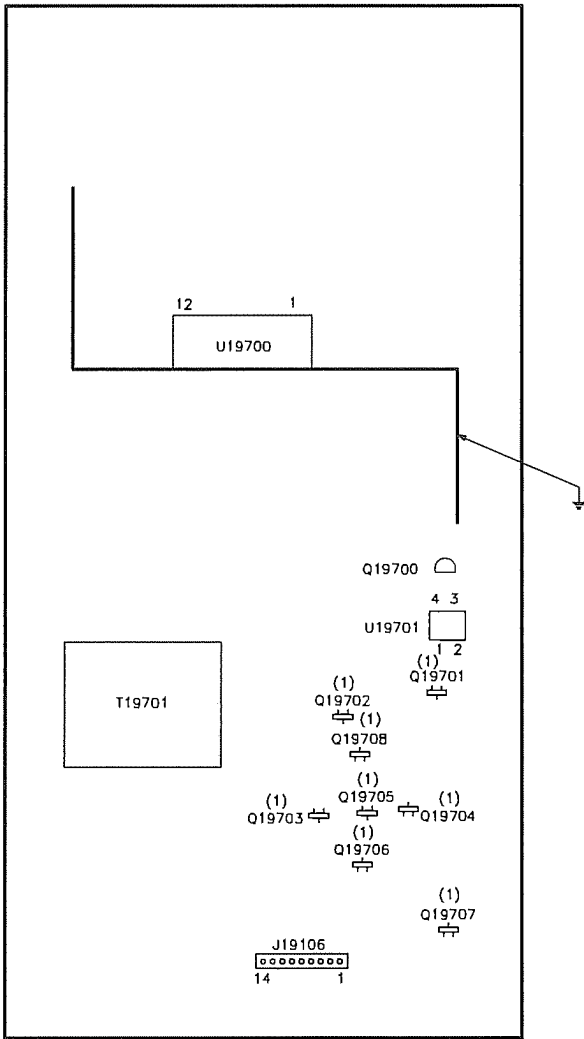 12 1
U19700
Q19700
4 3
U19701
1 2
(1)
Q19701
T19701
(1)
Q19702
(1)
Q19708
(1)
Q19705
(1)
Q19703
(1)
Q19704
(1)
Q19706
(1)
Q19707
J19106
14 1